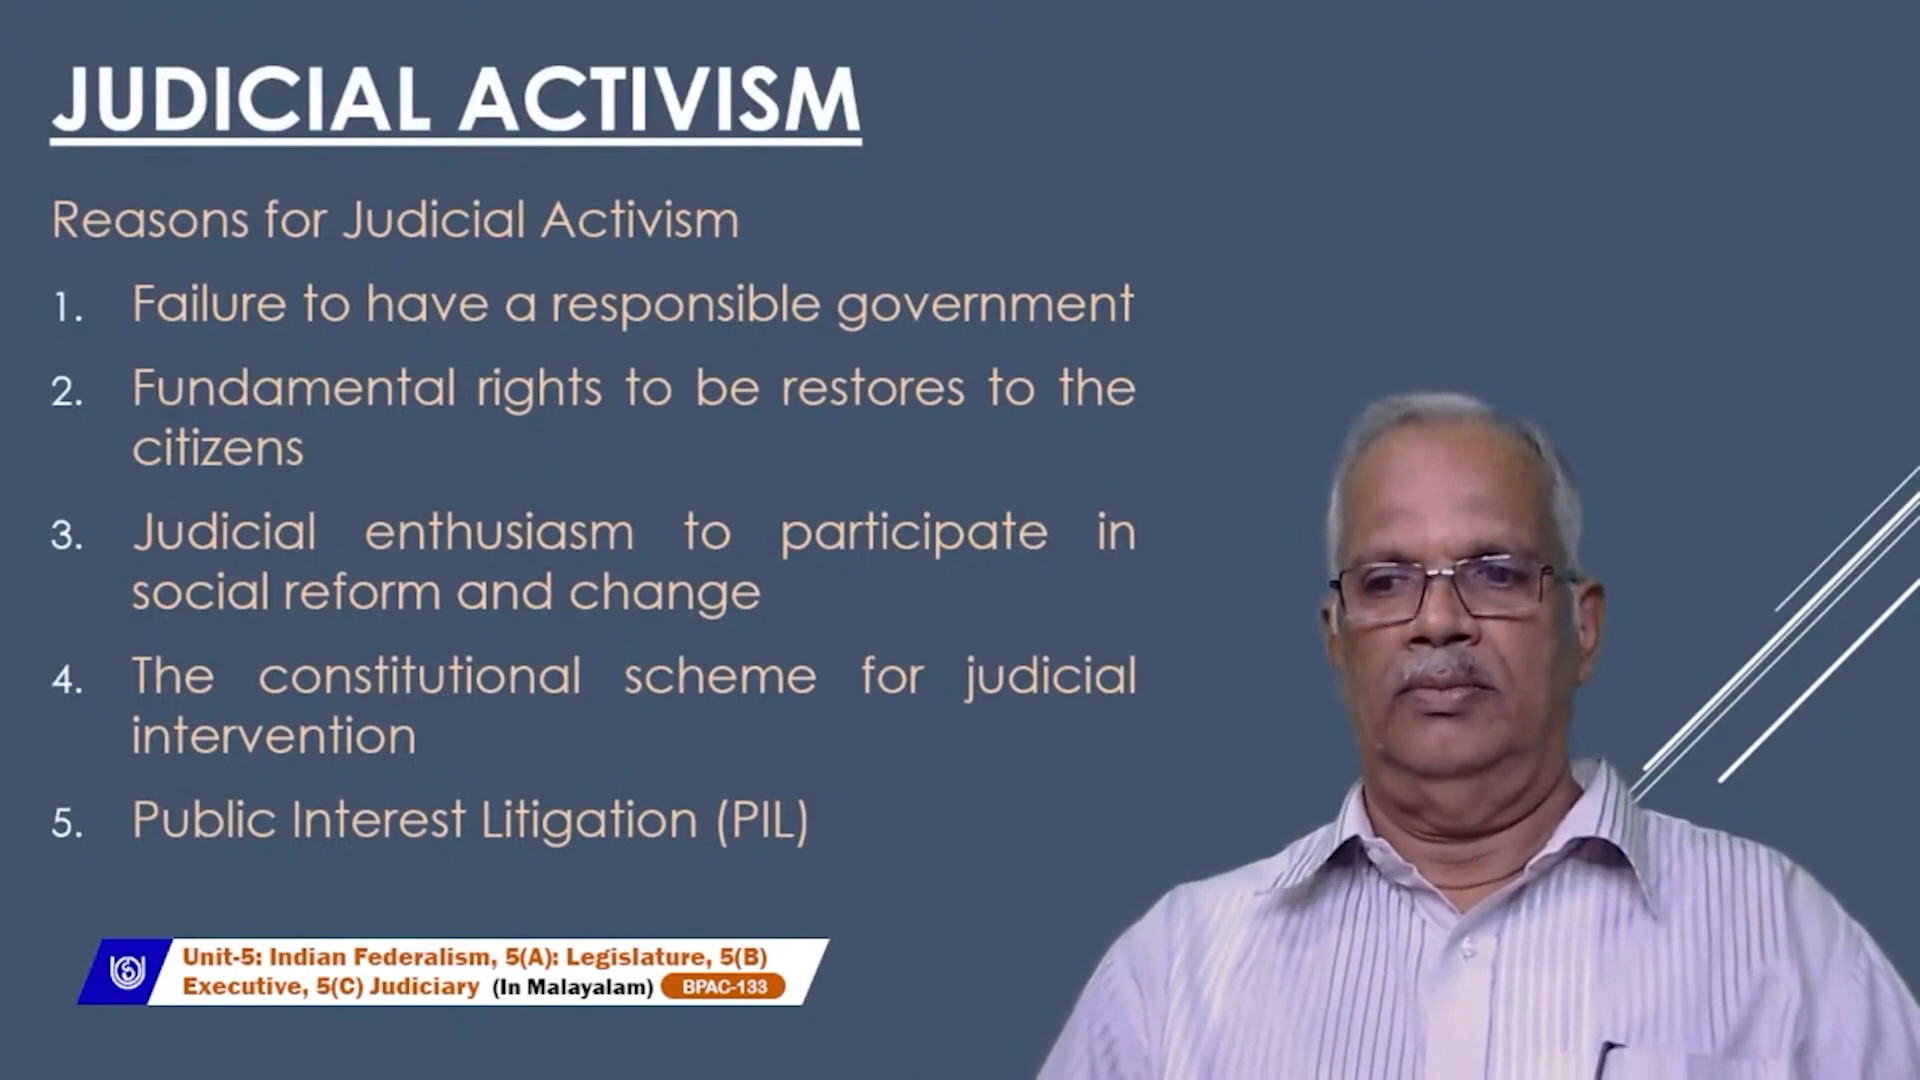 JUDICIAL ACTIVISM
Reasons for Judicial Activism
1. Failure to have a responsible government
2. Fundamental rights to be restores to the
citizens
3. Judicial enthusiasm to participate in
social reform and change
4. The constitutional scheme for judicial
intervention
5. Public Interest Litigation (PIL)
Unit-5: Indian Federalism, 5(A): Legislature, 5(B)
Executive, 5(C) Judiciary (In Malayalam) BPAC-133